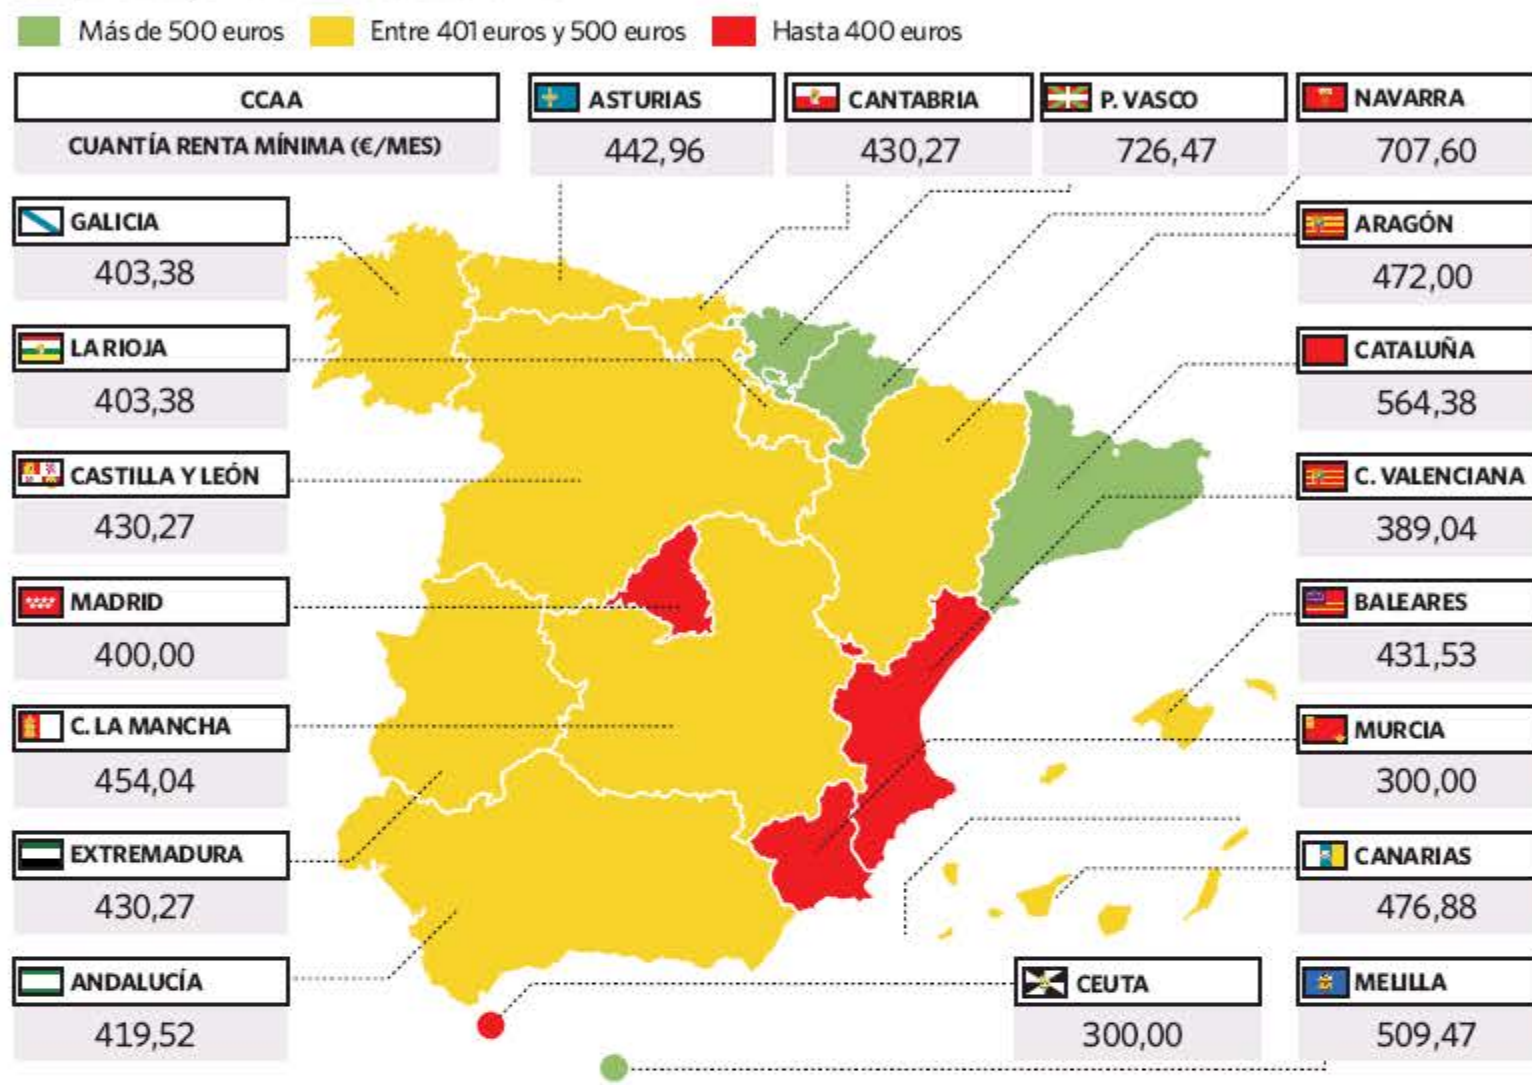 Más de 500 euros Entre 401 euros y 500 euros Hasta 400 euros
CCAA
CUANTÍA RENTA MÍNIMA (€/MES)
ASTURIAS
442,96
CANTABRIA
430,27
P. VASCO
726,47
NAVARRA
707,60
GALICIA
403,38
LA RIOJA
403,38
CASTILLA Y LEÓN
430,27
MADRID
400,00
C. LA MANCHA
454,04
EXTREMADURA
430,27
ANDALUCÍA
419,52
ARAGÓN
472,00
CATALUÑA
564,38
C. VALENCIANA
389,04
BALEARES
431,53
MURCIA
300,00
CANARIAS
476,88
CEUTA
300,00
MELILLA
509,47